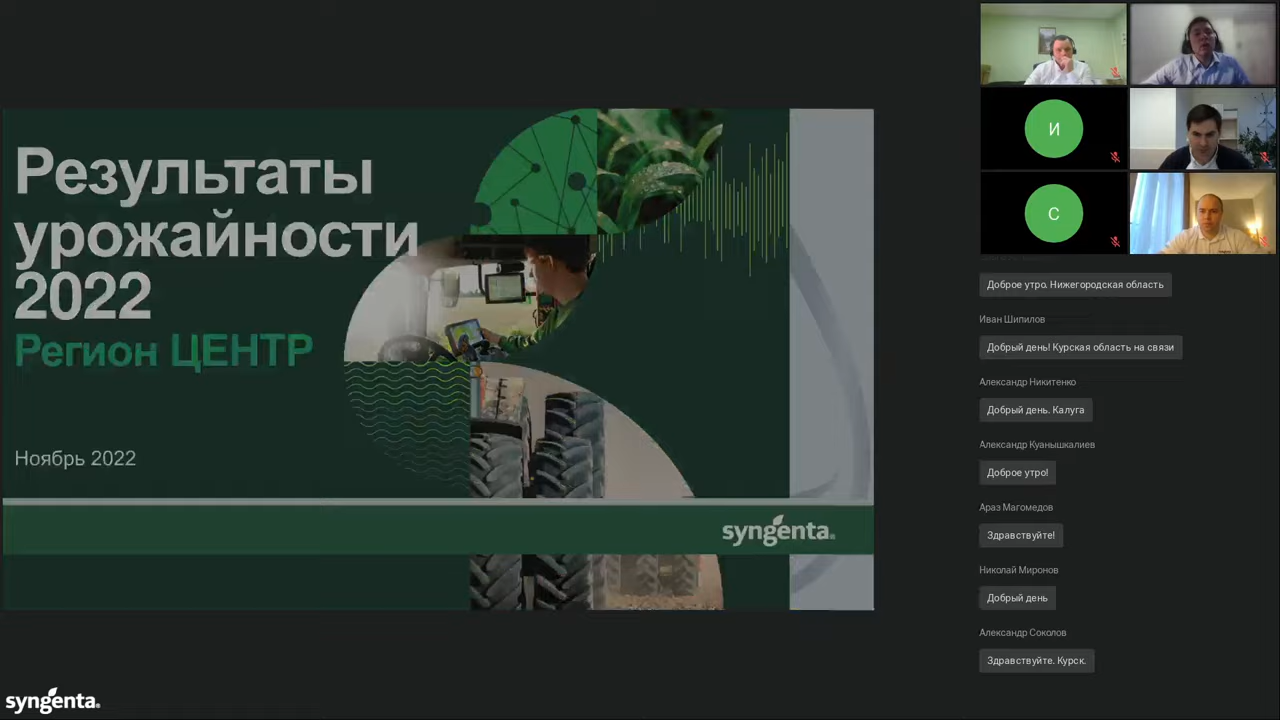 Результаты
урожайности
2022
Регион ЦЕНТР
Ноябрь 2022
syngenta.
syngenta.
И
С
Доброе утро. Нижегородская область
Иван Шипилов
Добрый день! Курская область на связи
Александр Никитенко
Добрый день. Калуга
Александр Куанышкалиев
Доброе утро!
Араз Магомедов
Здравствуйте!
Николай Миронов
Добрый день
Александр Соколов
Здравствуйте. Курск.